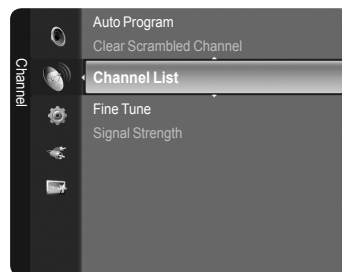 Channel
Auto Program
Clear Scrambled Channel
Channel List
Fine Tune
Signal Strength